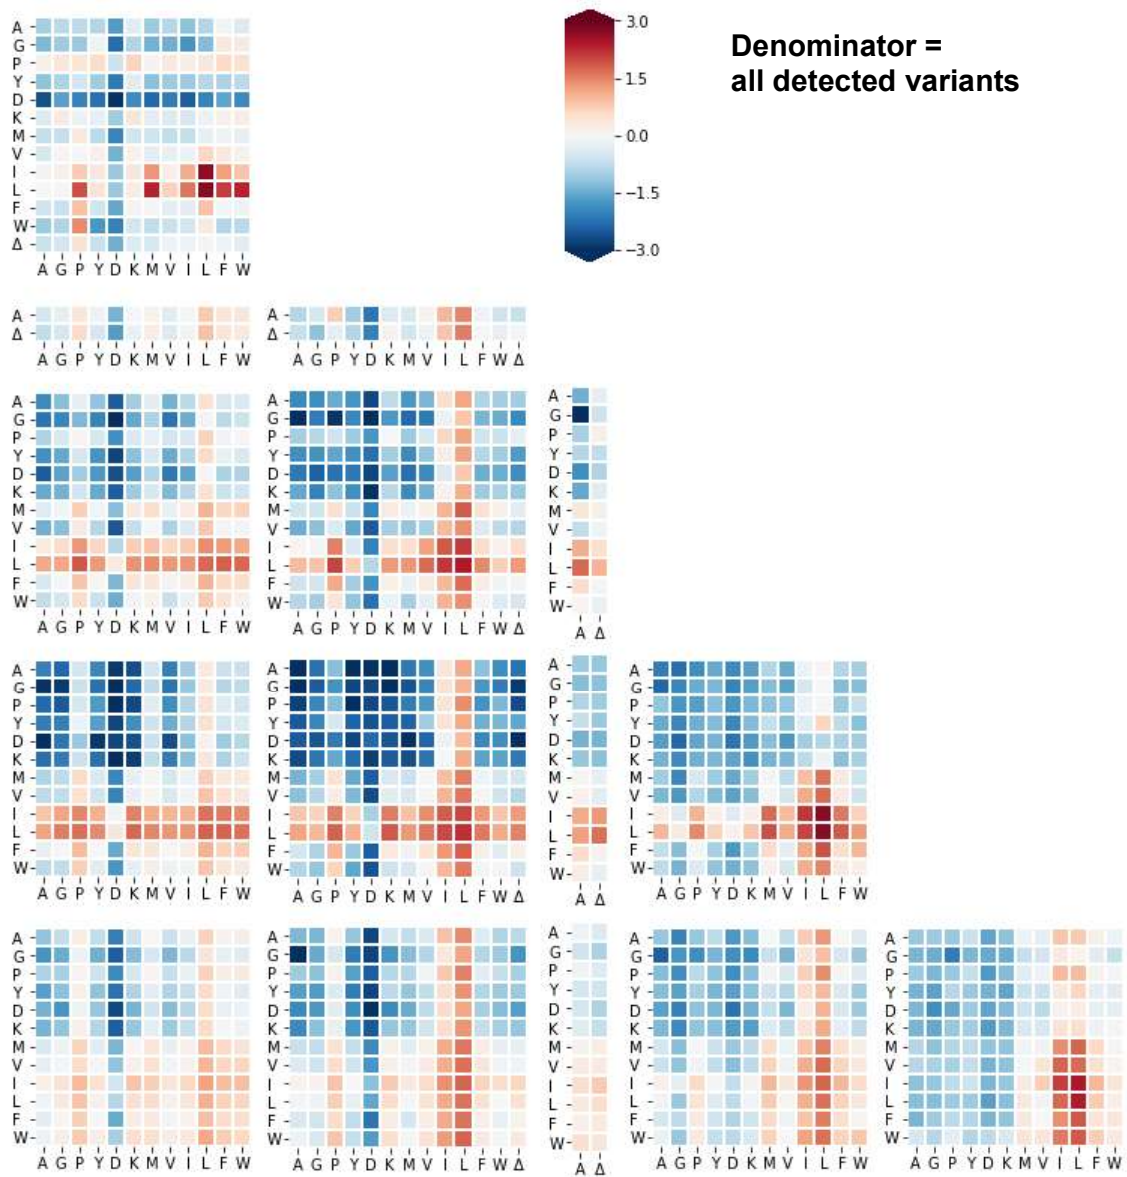 3.0
1.5
0.0
−1.5
−3.0
Denominator =
all detected variants
A
G
P
Y
D
K
M
V
I
L
F
W
Δ
A G P Y D K M V I L F W
A
Δ
A G P Y D K M V I L F W
A
Δ
A G P Y D K M V I L F W Δ
A
G
P
Y
D
K
M
V
I
L
F
W
A G P Y D K M V I L F W
A
G
P
Y
D
K
M
V
I
L
F
W
A G P Y D K M V I L F W Δ
A
G
P
Y
D
K
M
V
I
L
F
W
A Δ
A
G
P
Y
D
K
M
V
I
L
F
W
A G P Y D K M V I L F W
A
G
P
Y
D
K
M
V
I
L
F
W
A G P Y D K M V I L F W Δ
A
G
P
Y
D
K
M
V
I
L
F
W
A Δ
A
G
P
Y
D
K
M
V
I
L
F
W
A G P Y D K M V I L F W
A
G
P
Y
D
K
M
V
I
L
F
W
A G P Y D K M V I L F W
A
G
P
Y
D
K
M
V
I
L
F
W
A G P Y D K M V I L F W Δ
A
G
P
Y
D
K
M
V
I
L
F
W
A Δ
A
G
P
Y
D
K
M
V
I
L
F
W
A G P Y D K M V I L F W
A
G
P
Y
D
K
M
V
I
L
F
W
A G P Y D K M V I L F W